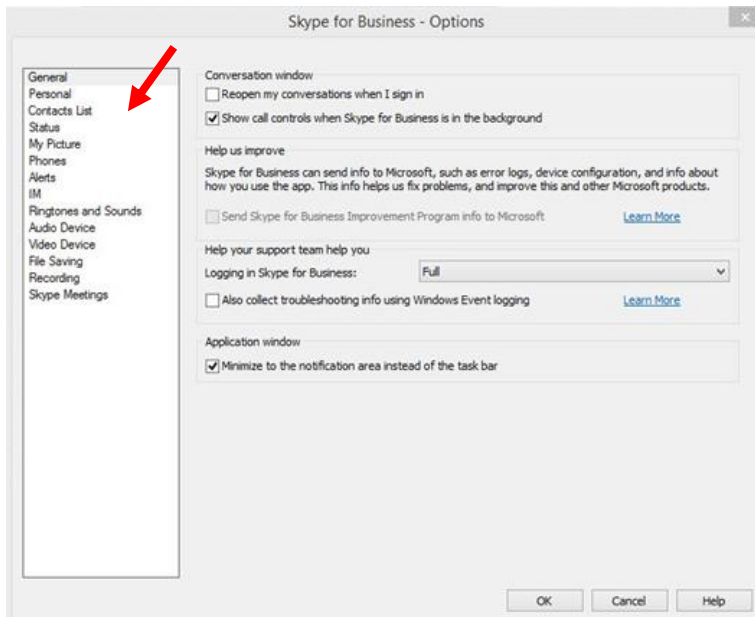 Skype for Business - Options
General
Personal
Contacts List
Status
My Picture
Phones
Alerts
IM
Ringtones and Sounds
Audio Device
Video Device
File Saving
Recording
Skype Meetings
Conversation window
Reopen my conversations when I sign in
Show call controls when Skype for Business is in the background
Help us improve
Skype for Business can send info to Microsoft, such as error logs, device configuration, and info about
how you use the app. This info helps us fix problems, and improve this and other Microsoft products.
Send Skype for Business Improvement Program info to Microsoft Learn More
Help your support team help you
Logging in Skype for Business: Full
Also collect troubleshooting info using Windows Event logging Learn More
Application window
Minimize to the notification area instead of the task bar
OK Cancel Help